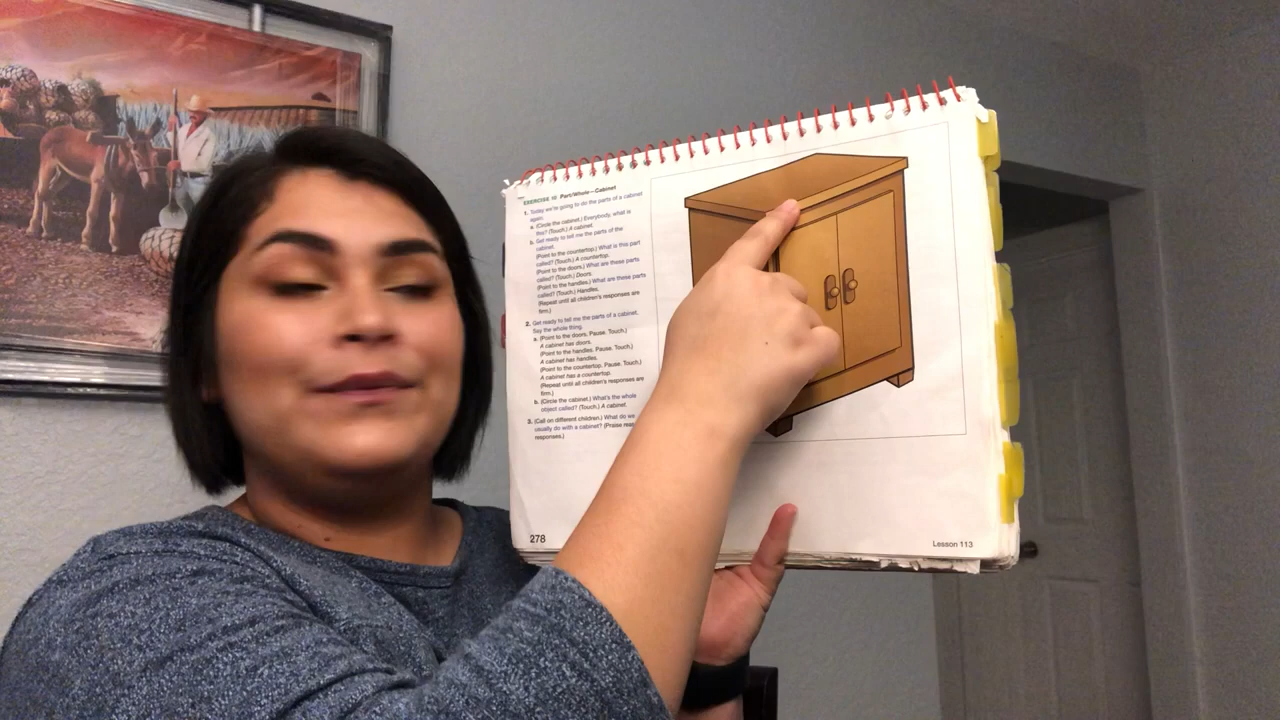 EXERCISE 10 Part/Whole—Cabinet
1. Today we're going to do the parts of a cabinet
again.
a. (Circle the cabinet.) Everybody, what is
this? (Touch.) A cabinet.
b. Get ready to tell me the parts of the
cabinet.
(Point to the countertop.) What is this part
called? (Touch.) A countertop.
(Point to the doors.) What are these parts
called? (Touch.) Doors.
(Point to the handles.) What are these parts
called? (Touch.) Handles.
(Repeat until all children's responses are
firm.)
2. Get ready to tell me the parts of a cabinet.
Say the whole thing.
a. (Point to the doors. Pause. Touch.)
A cabinet has doors.
(Point to the handles. Pause. Touch.)
A cabinet has handles.
(Point to the countertop. Pause. Touch.)
A cabinet has a countertop.
(Repeat until all children's responses are
firm.)
b. (Circle the cabinet.) What's the whole
object called? (Touch.) A cabinet.
3. (Call on different children.) What do we
usually do with a cabinet? (Praise
responses.)
278
Lesson 113